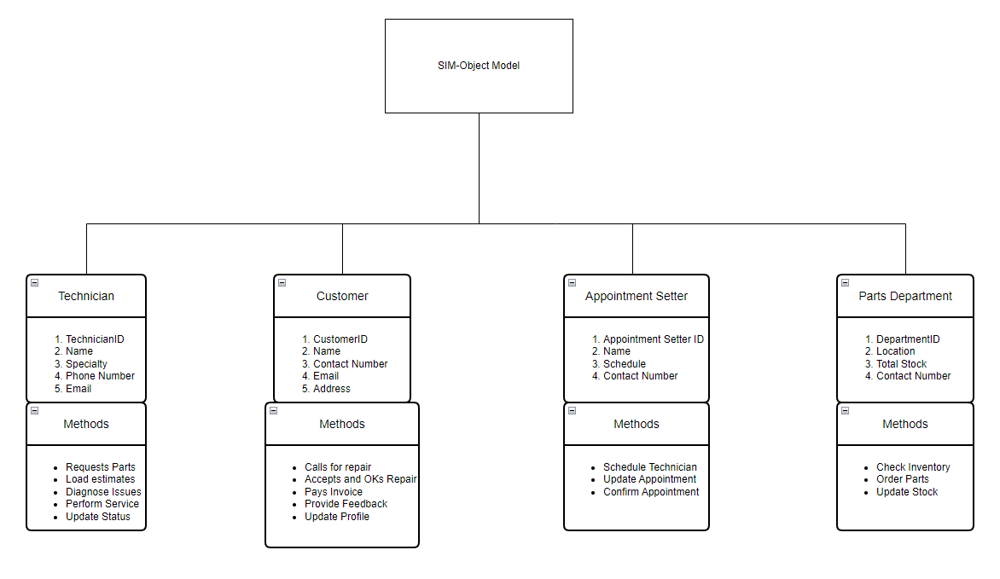 SIM-Object Model
Technician
1. TechnicianID
2. Name
3. Specialty
4. Phone Number
5. Email
Methods
• Requests Parts
• Load estimates
• Diagnose Issues
• Perform Service
• Update Status
Customer
1. CustomerID
2. Name
3. Contact Number
4. Email
5. Address
Methods
• Calls for repair
• Accepts and OKs Repair
• Pays Invoice
• Provide Feedback
• Update Profile
Appointment Setter
1. Appointment Setter ID
2. Name
3. Schedule
4. Contact Number
Methods
• Schedule Technician
• Update Appointment
• Confirm Appointment
Parts Department
1. DepartmentID
2. Location
3. Total Stock
4. Contact Number
Methods
• Check Inventory
• Order Parts
• Update Stock